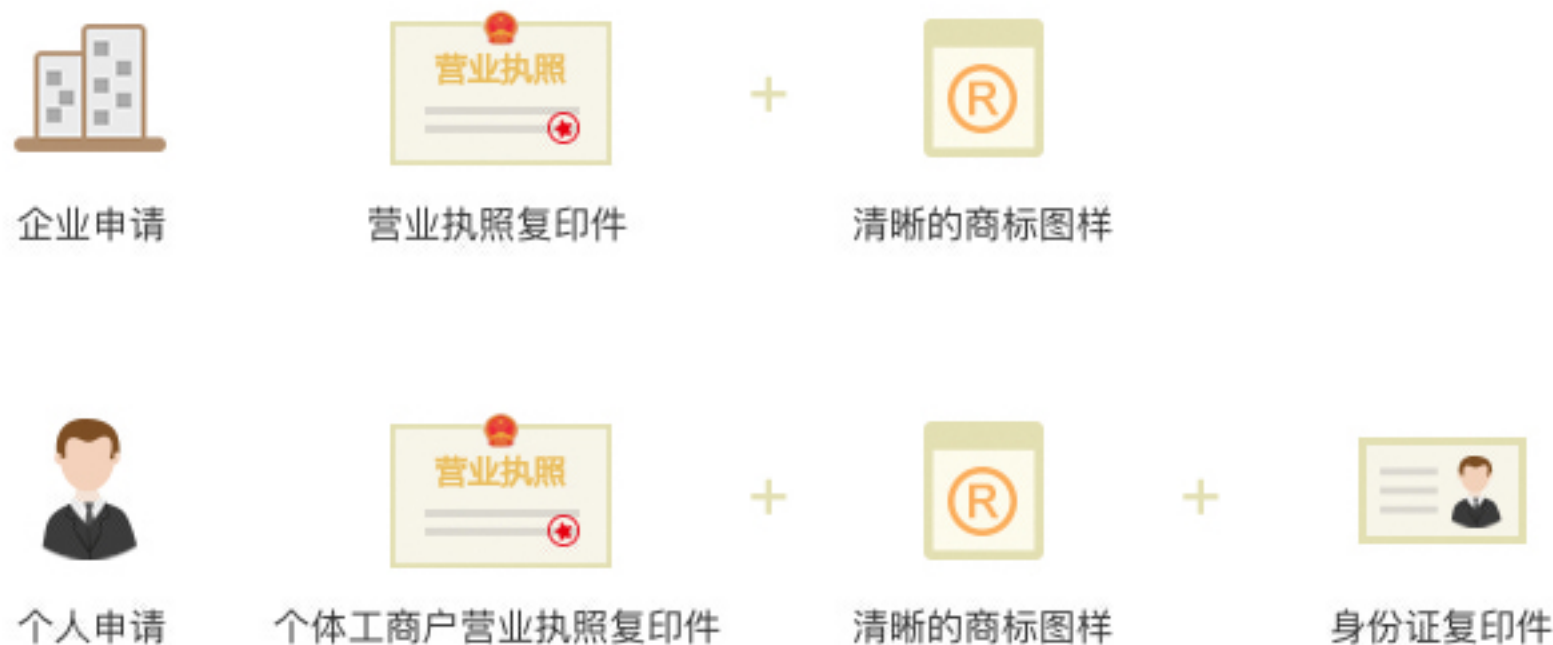 营业执照
+
R
企业申请
营业执照复印件
清晰的商标图样
营业执照
+
R
+
个人申请
个体工商户营业执照复印件
清晰的商标图样
身份证复印件